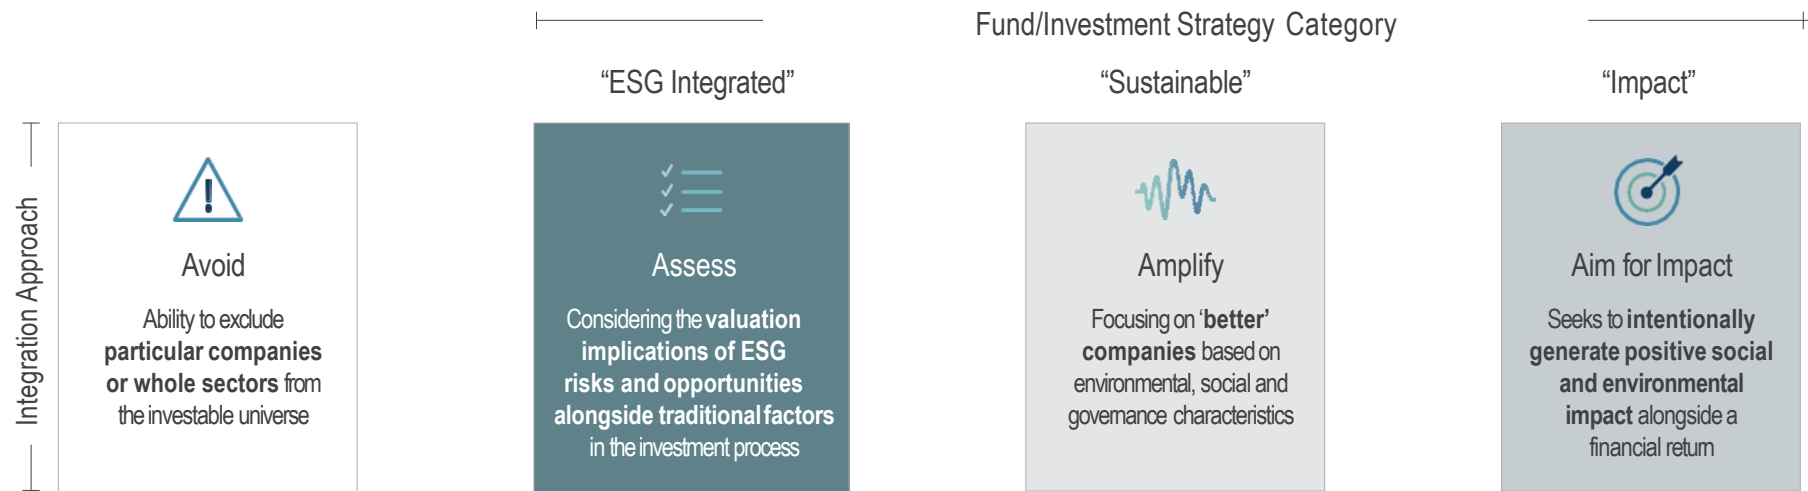 Fund/Investment Strategy Category
“ESG Integrated”
“Sustainable”
“Impact”
Integration Approach
Avoid
Ability to exclude
particular companies
or whole sectors from
the investable universe
Assess
Considering the valuation
implications of ESG
risks and opportunities
alongside traditional factors
in the investment process
Amplify
Focusing on ‘better’
companies based on
environmental, social and
governance characteristics
Aim for Impact
Seeks to intentionally
generate positive social
and environmental
impact alongside a
financial return